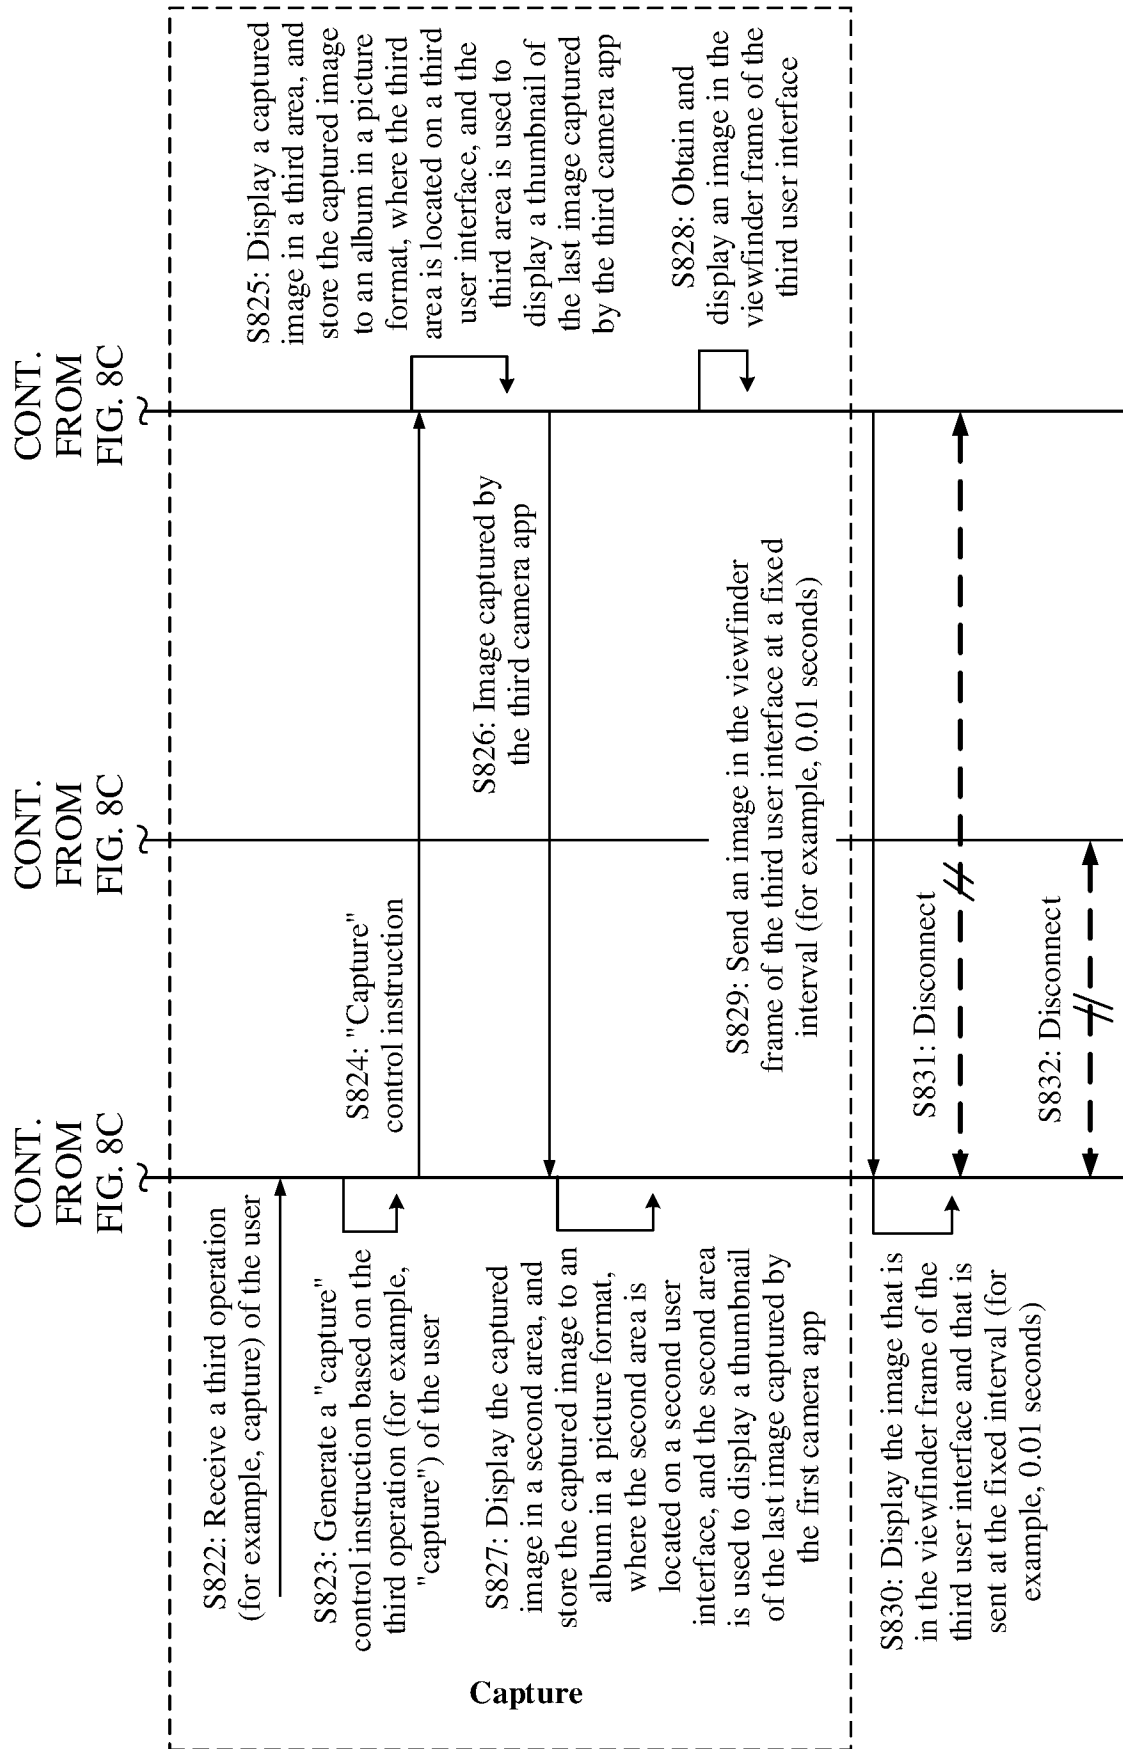 CONT.
FROM
FIG. 8C
CONT.
FROM
FIG. 8C
CONT.
FROM
FIG. 8C
S822: Receive a third operation
(for example, capture) of the user
S823: Generate a "capture"
control instruction based on the
third operation (for example,
"capture") of the user
S824: "Capture"
control instruction
S825: Display a captured
image in a third area, and
store the captured image
to an album in a picture
format, where the third
area is located on a third
user interface, and the
third area is used to
display a thumbnail of
the last image captured
by the third camera app
S826: Image captured by
the third camera app
S827: Display the captured
image in a second area, and
store the captured image to an
album in a picture format,
where the second area is
located on a second user
interface, and the second area
is used to display a thumbnail
of the last image captured by
the first camera app
Capture
S828: Obtain and
display an image in the
viewfinder frame of the
third user interface
S829: Send an image in the viewfinder
frame of the third user interface at a fixed
interval (for example, 0.01 seconds)
S830: Display the image that is
in the viewfinder frame of the
third user interface and that is
sent at the fixed interval (for
example, 0.01 seconds)
S831: Disconnect
S832: Disconnect